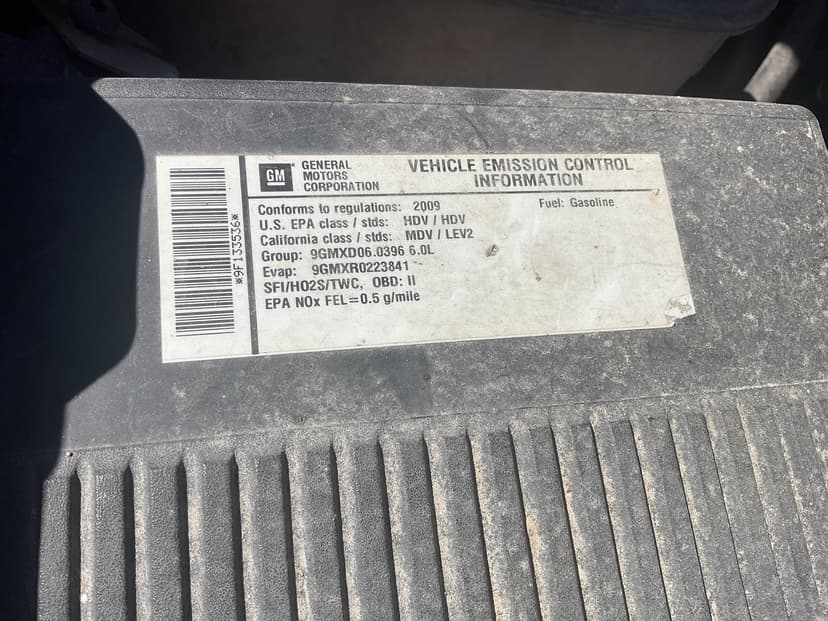 *9F133536*
GM
GENERAL
MOTORS
CORPORATION
VEHICLE EMISSION CONTROL
INFORMATION
Conforms to regulations: 2009
Fuel: Gasoline
U.S. EPA class / stds: HDV / HDV
California class / stds: MDV / LEV2
Group: 9GMXD06.0396 6.0L
Evap: 9GMXR0223841
SFI/HO2S/TWC, OBD: II
EPA NOx FEL=0.5 g/mile